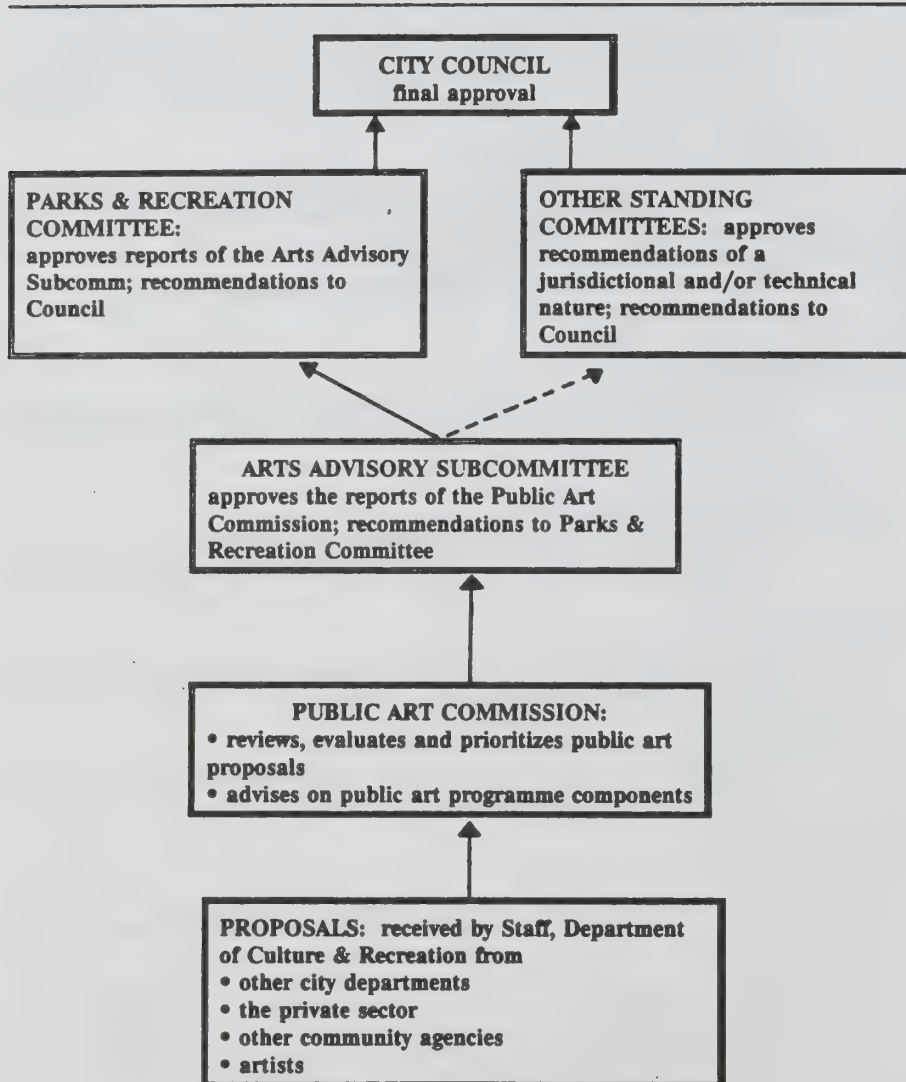 CITY COUNCIL
final approval
PARKS & RECREATION
COMMITTEE:
approves reports of the Arts Advisory
Subcomm; recommendations to
Council
OTHER STANDING
COMMITTEES: approves
recommendations of a
jurisdictional and/or technical
nature; recommendations to
Council
ARTS ADVISORY SUBCOMMITTEE
approves the reports of the Public Art
Commission; recommendations to Parks &
Recreation Committee
PUBLIC ART COMMISSION:
• reviews, evaluates and prioritizes public art
proposals
• advises on public art programme components
PROPOSALS: received by Staff, Department
of Culture & Recreation from
• other city departments
• the private sector
• other community agencies
• artists